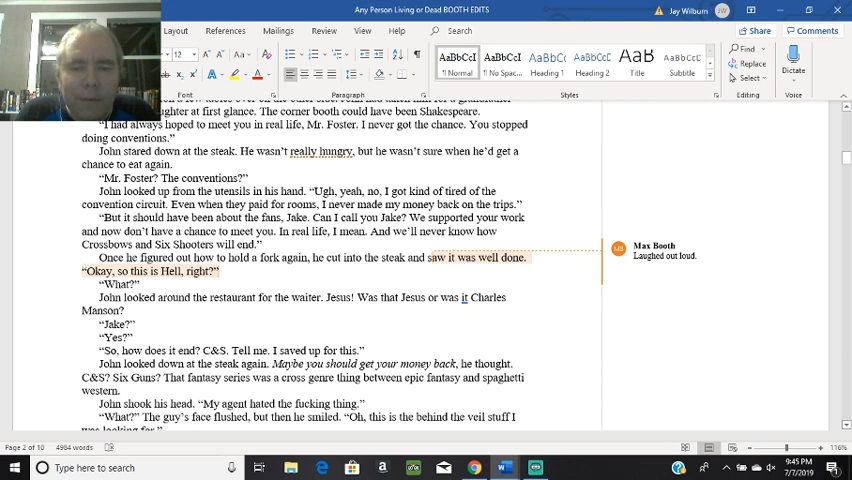 Any Person Living or Dead BOOTH EDITS
Jay Wilburn
JW
Layout
References
Mailings
Review
View
Help
Share
Comments
12
Aa
AaBbCcI
AaBbCcI
AaBbC
AaBbCcI
AaBb
AaBbCcI
¶ Normal
¶ No Spac...
Heading 1
Heading 2
Title
Subtitle
Find
Replace
Select
Dictate
Paragraph
Styles
Editing
Voice
at first glance. The corner booth could have been Shakespeare.
“I had always hoped to meet you in real life, Mr. Foster. I never got the chance. You stopped
doing conventions.”
John stared down at the steak. He wasn’t really hungry, but he wasn’t sure when he’d get a
chance to eat again.
“Mr. Foster? The conventions?”
John looked up from the utensils in his hand. “Ugh, yeah, no, I got kind of tired of the
convention circuit. Even when they paid for rooms, I never made my money back on the trips.”
“But it should have been about the fans, Jake. Can I call you Jake? We supported your work
and now don’t have a chance to meet you. In real life, I mean. And we’ll never know how
Crossbows and Six Shooters will end.”
Once he figured out how to hold a fork again, he cut into the steak and saw it was well done.
“Okay, so this is Hell, right?”
“What?”
John looked around the restaurant for the waiter. Jesus! Was that Jesus or was it Charles
Manson?
“Jake?”
“Yes?”
“So, how does it end? C&S. Tell me. I saved up for this.”
John looked down at the steak again. Maybe you should get your money back, he thought.
C&S? Six Guns? That fantasy series was a cross genre thing between epic fantasy and spaghetti
western.
John shook his head. “My agent hated the fucking thing.”
“What?” The guy’s face flushed, but then he smiled. “Oh, this is the behind the veil stuff I
was looking for.”
MB
Max Booth
Laughed out loud.
Page 2 of 10
4984 words
116%
Type here to search
9:45 PM
7/7/2019